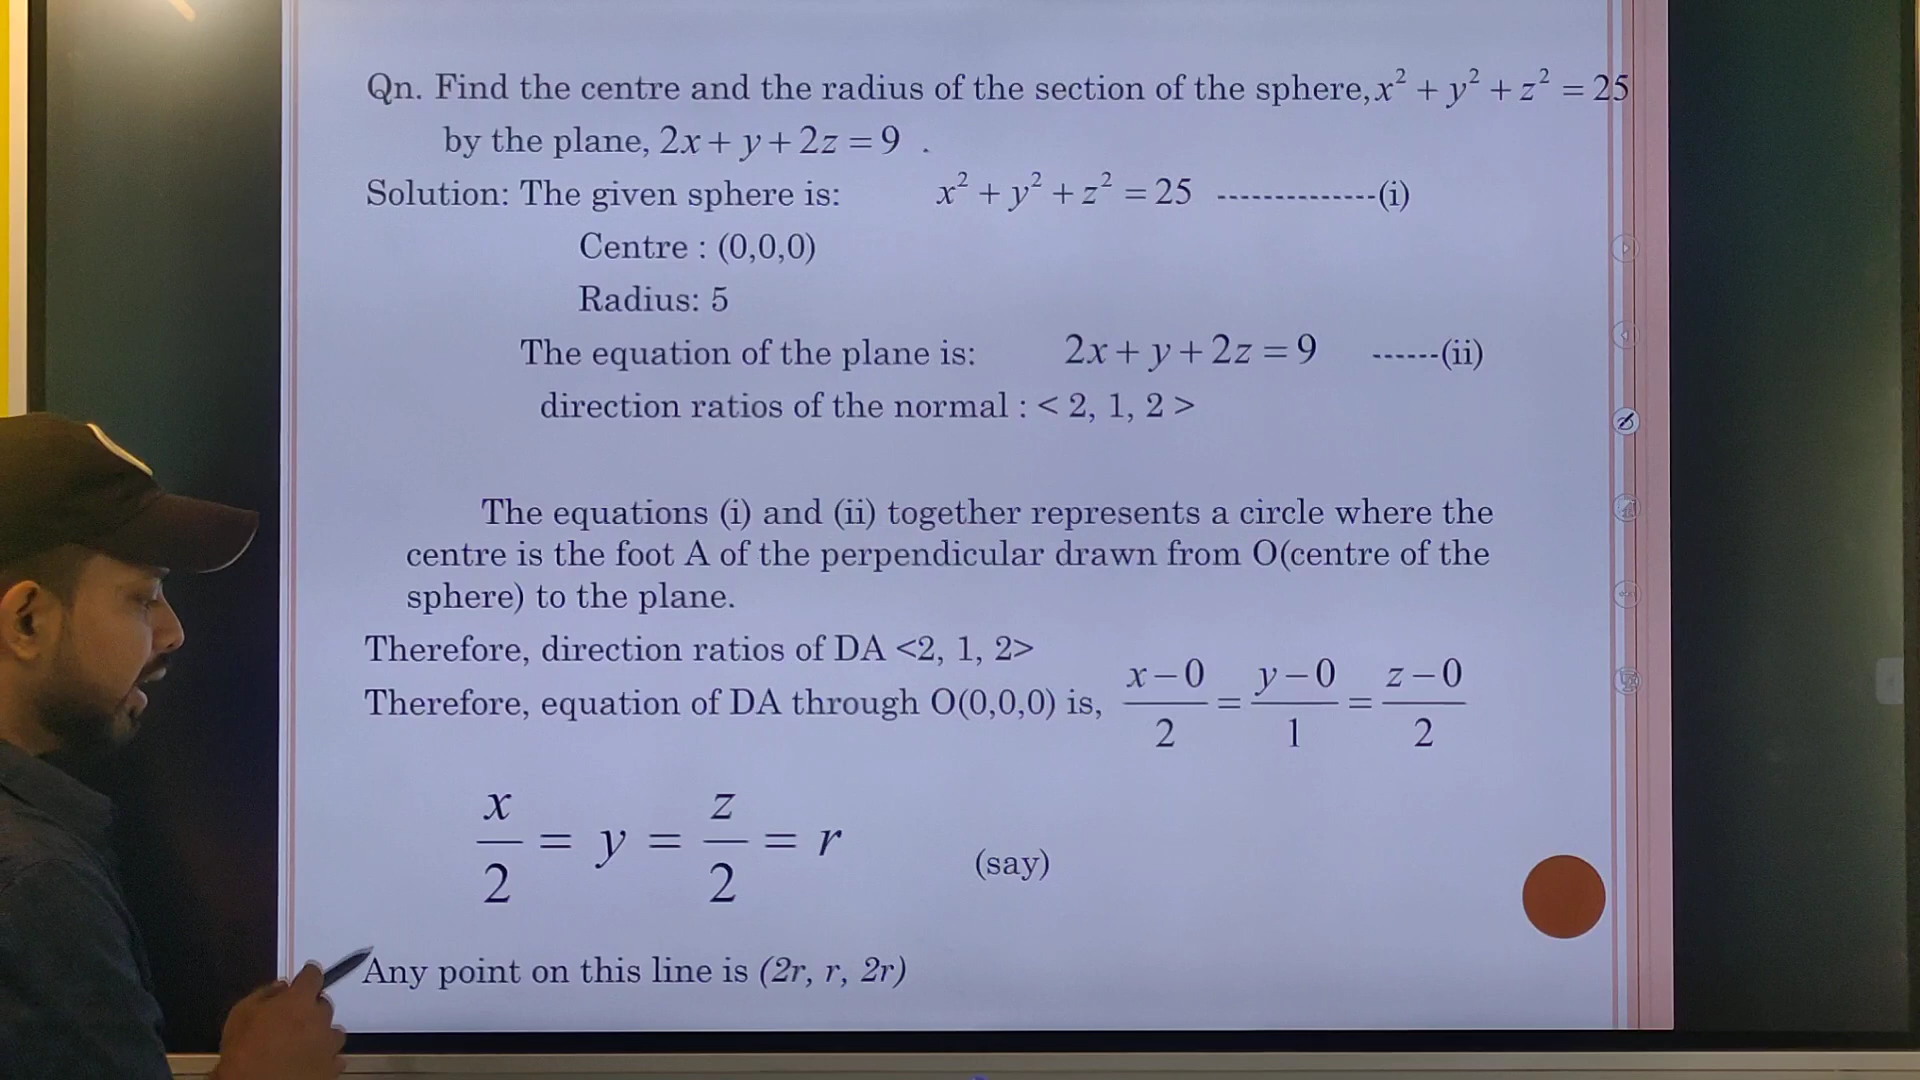 Qn. Find the centre and the radius of the section of the sphere, x² + y² + z² = 25
by the plane, 2x + y + 2z = 9 .
Solution: The given sphere is: x² + y² + z² = 25 --------------(i)
Centre : (0,0,0)
Radius: 5
The equation of the plane is: 2x + y + 2z = 9 ------(ii)
direction ratios of the normal : < 2, 1, 2 >
The equations (i) and (ii) together represents a circle where the
centre is the foot A of the perpendicular drawn from O(centre of the
sphere) to the plane.
Therefore, direction ratios of DA <2, 1, 2>
Therefore, equation of DA through O(0,0,0) is, (x−0)/2 = (y−0)/1 = (z−0)/2
x/2 = y = z/2 = r (say)
Any point on this line is (2r, r, 2r)